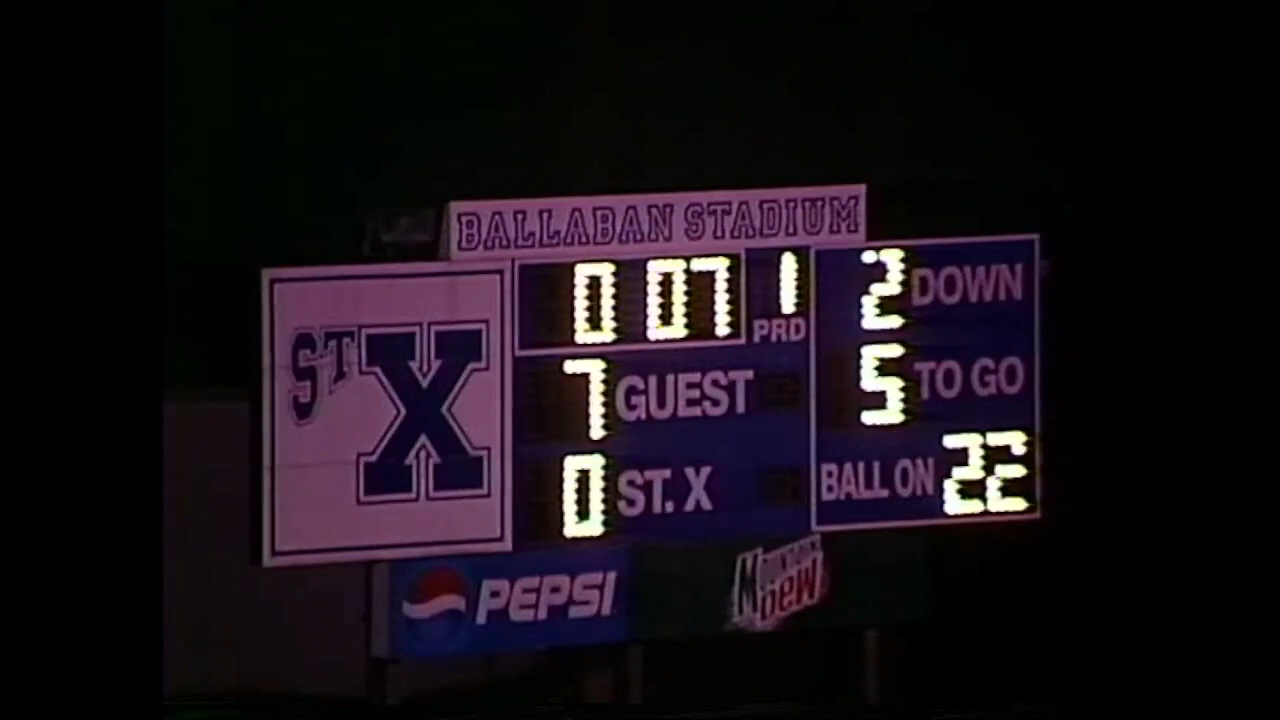 BALLABAN STADIUM
ST X
0 07 1
PRD
2 DOWN
7 GUEST
5 TO GO
0 ST. X
BALL ON 22
PEPSI
MOUNTAIN
DEW